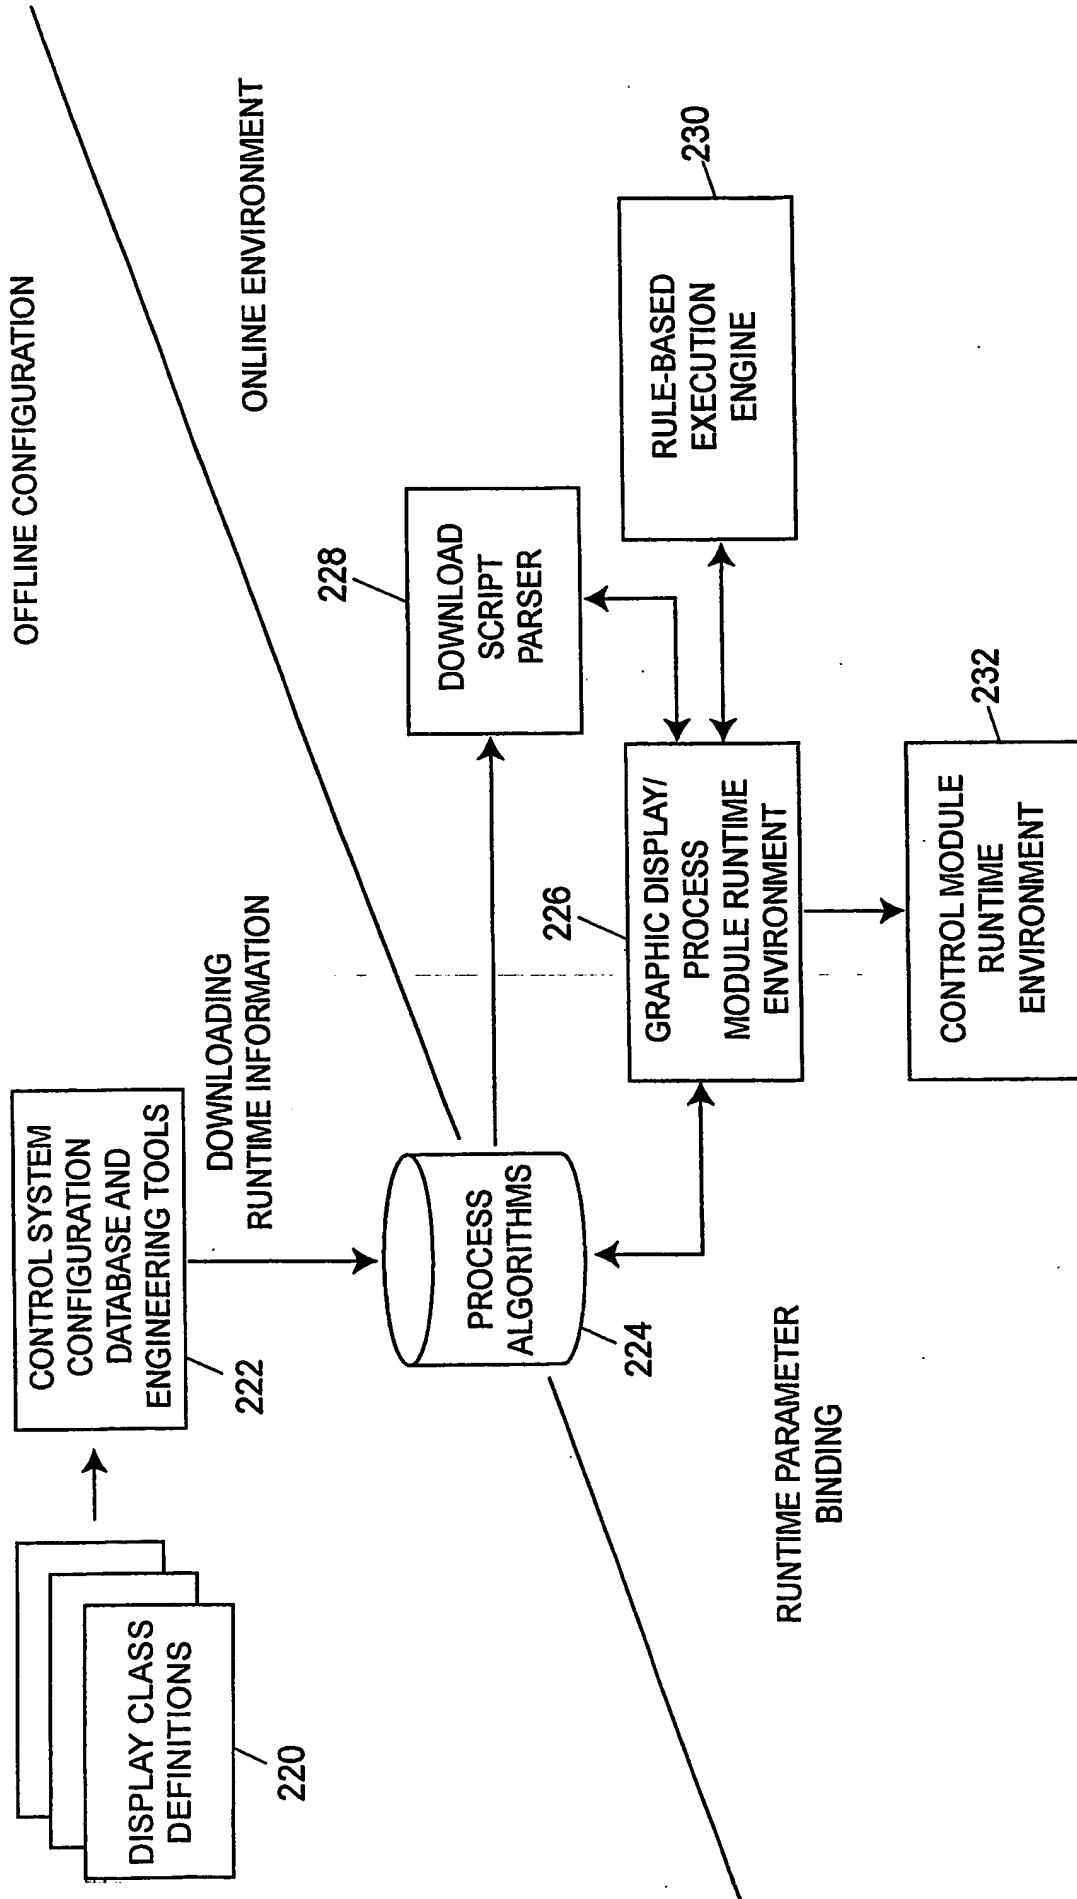 OFFLINE CONFIGURATION
ONLINE ENVIRONMENT
DISPLAY CLASS
DEFINITIONS
220
CONTROL SYSTEM
CONFIGURATION
DATABASE AND
ENGINEERING TOOLS
222
DOWNLOADING
RUNTIME INFORMATION
PROCESS
ALGORITHMS
224
RUNTIME PARAMETER
BINDING
228
DOWNLOAD
SCRIPT
PARSER
226
GRAPHIC DISPLAY/
PROCESS
MODULE RUNTIME
ENVIRONMENT
230
RULE-BASED
EXECUTION
ENGINE
232
CONTROL MODULE
RUNTIME
ENVIRONMENT